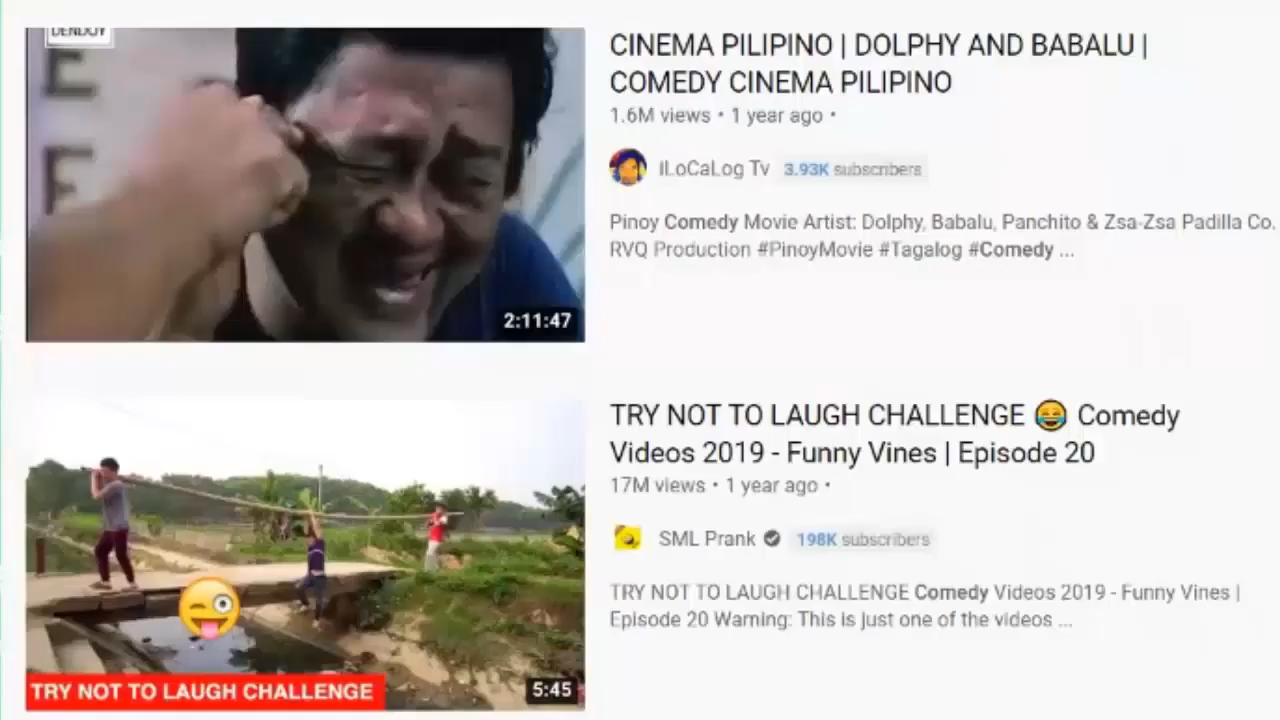 DENDOY
E
F
2:11:47
CINEMA PILIPINO | DOLPHY AND BABALU |
COMEDY CINEMA PILIPINO
1.6M views • 1 year ago •
ILoCaLog Tv 3.93K subscribers
Pinoy Comedy Movie Artist: Dolphy, Babalu, Panchito & Zsa-Zsa Padilla Co.
RVQ Production #PinoyMovie #Tagalog #Comedy ...
TRY NOT TO LAUGH CHALLENGE
5:45
TRY NOT TO LAUGH CHALLENGE 😂 Comedy
Videos 2019 - Funny Vines | Episode 20
17M views • 1 year ago •
SML Prank 198K subscribers
TRY NOT TO LAUGH CHALLENGE Comedy Videos 2019 - Funny Vines |
Episode 20 Warning: This is just one of the videos ...